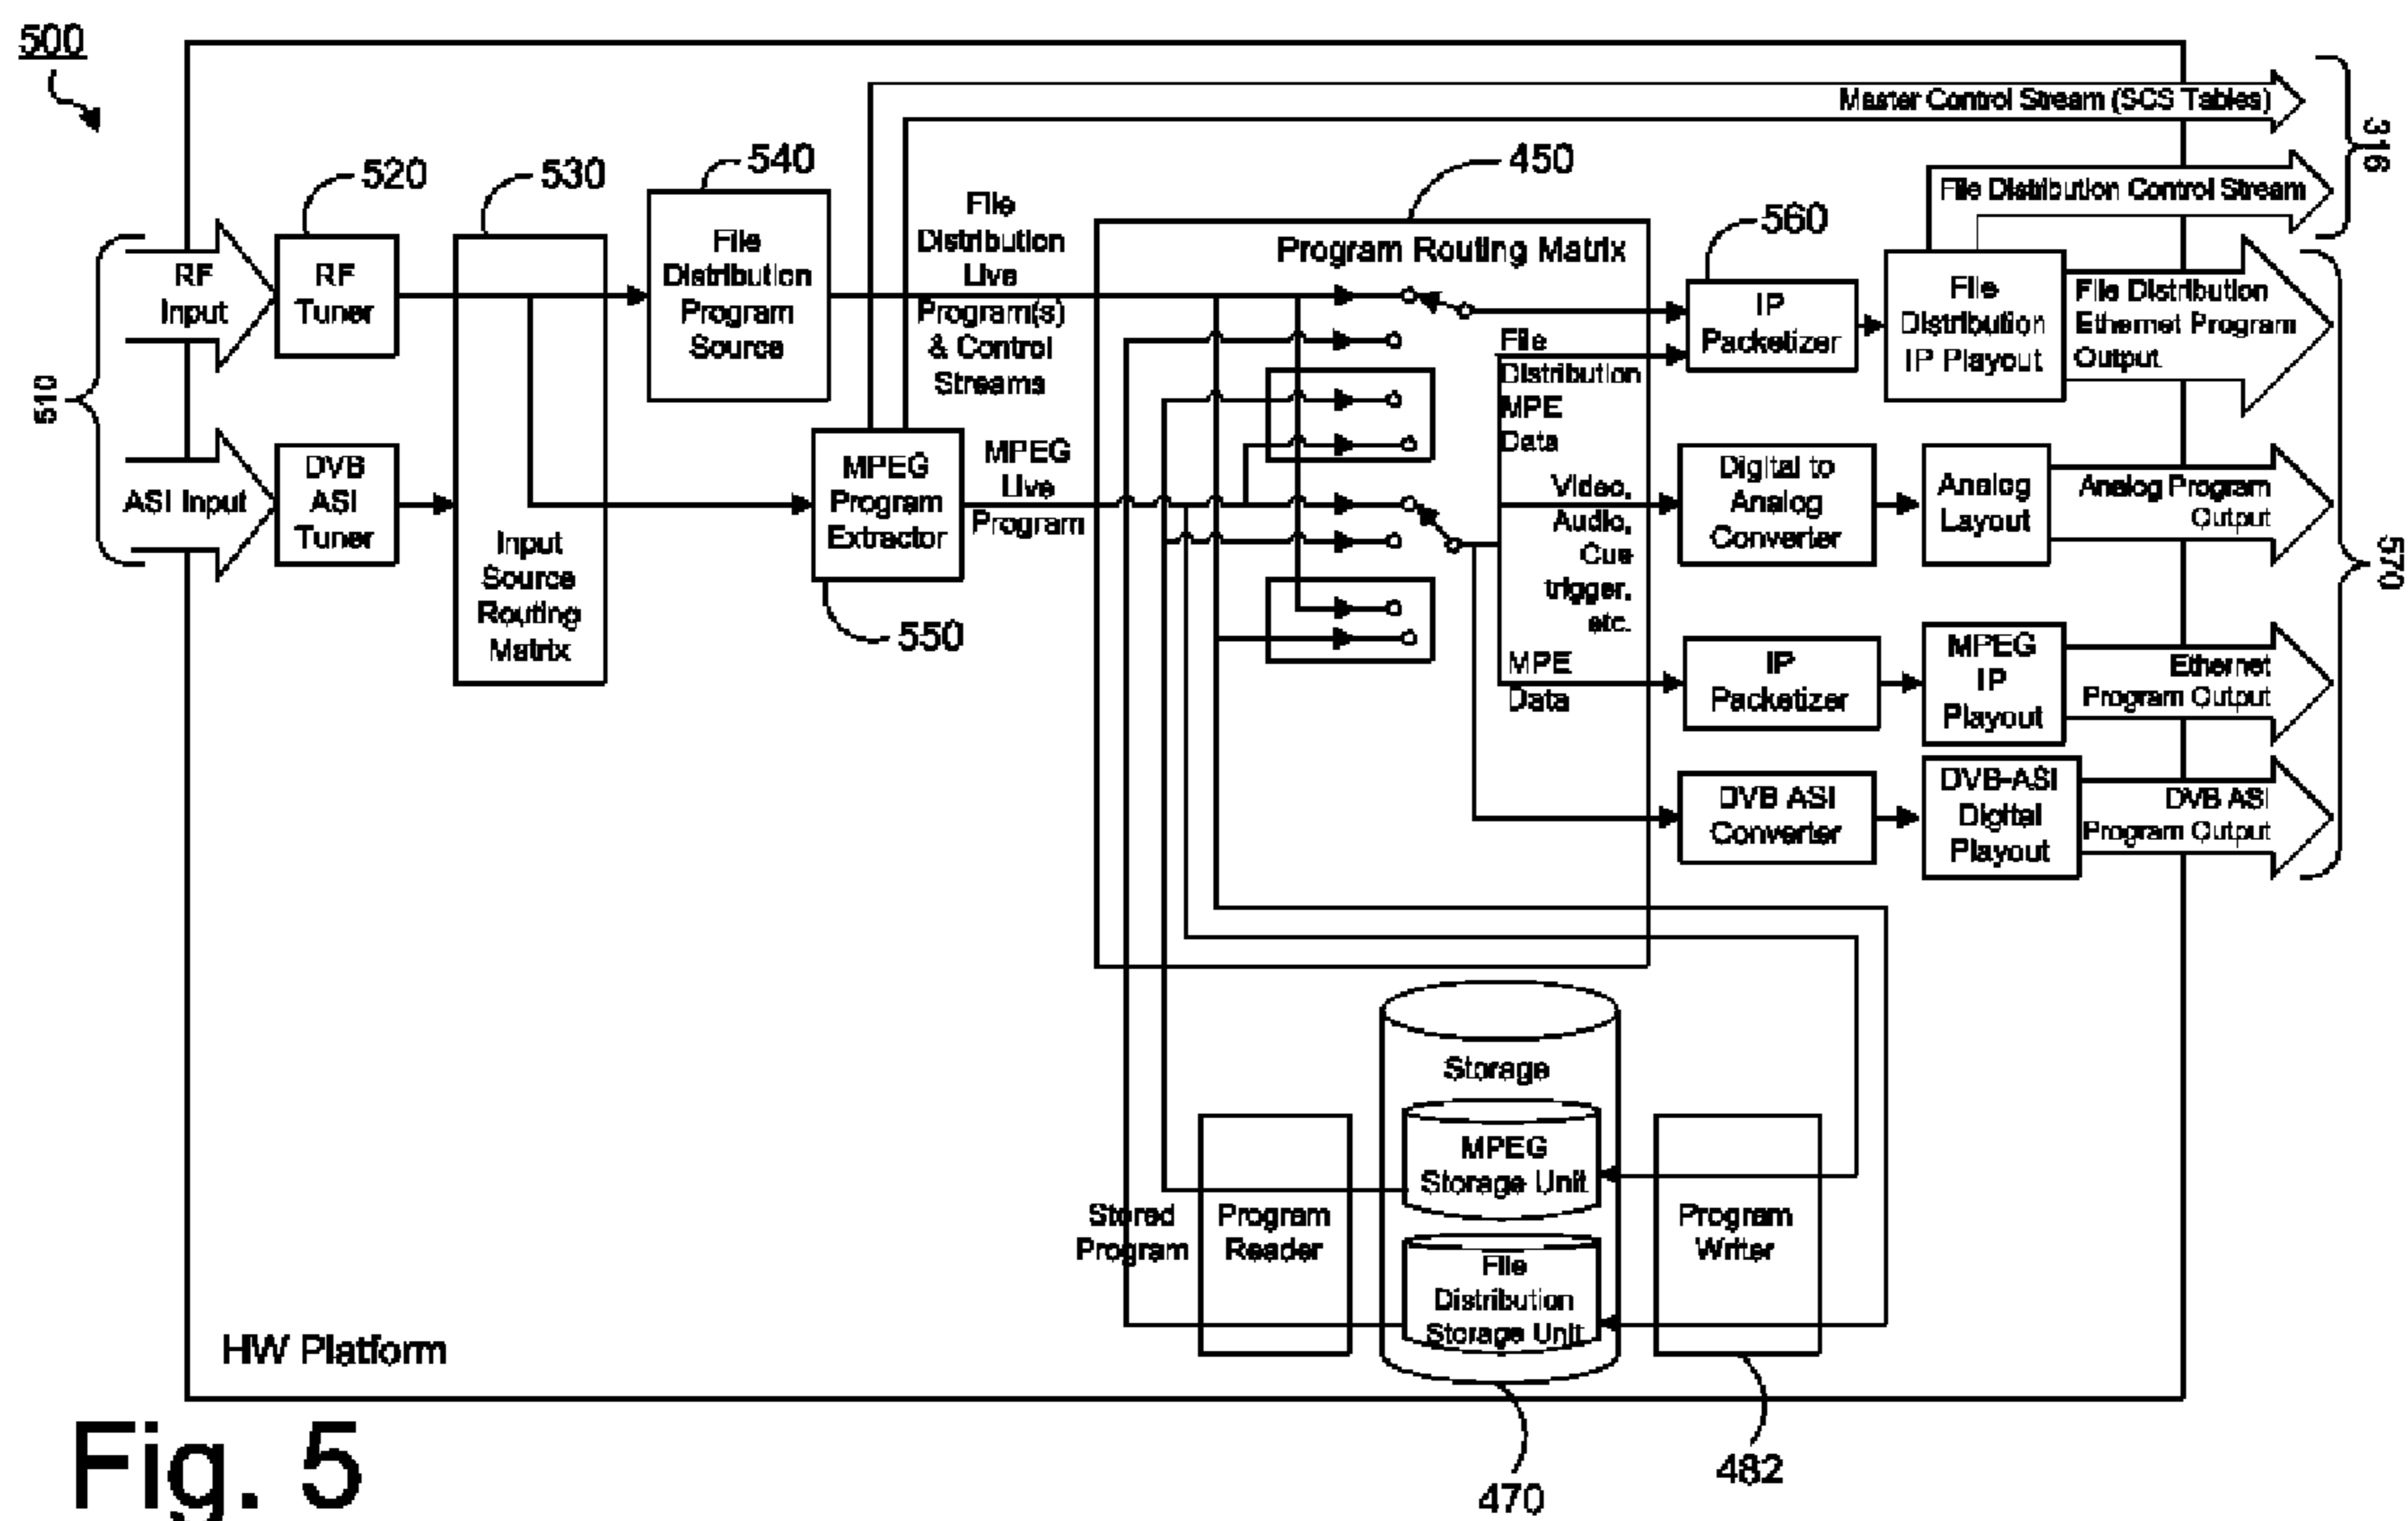 500
Master Control Stream (SCS Tables)
316
File Distribution Control Stream
520
530
540
450
560
510
RF
Input
RF
Tuner
ASI Input
DVB
ASI
Tuner
Input
Source
Routing
Matrix
File
Distribution
Program
Source
File
Distribution
Live
Program(s)
& Control
Streams
MPEG
Program
Extractor
550
MPEG
Live
Program
Program Routing Matrix
File
Distribution
MPE
Data
Video,
Audio,
Cue
trigger,
etc.
MPE
Data
IP
Packetizer
File
Distribution
IP Playout
File Distribution
Ethernet Program
Output
Digital to
Analog
Converter
Analog
Layout
Analog Program
Output
570
IP
Packetizer
MPEG
IP
Playout
Ethernet
Program Output
DVB ASI
Converter
DVB-ASI
Digital
Playout
DVB ASI
Program Output
Storage
MPEG
Storage Unit
File
Distribution
Storage Unit
Stored
Program
Program
Reader
Program
Writer
HW Platform
470
482
Fig. 5